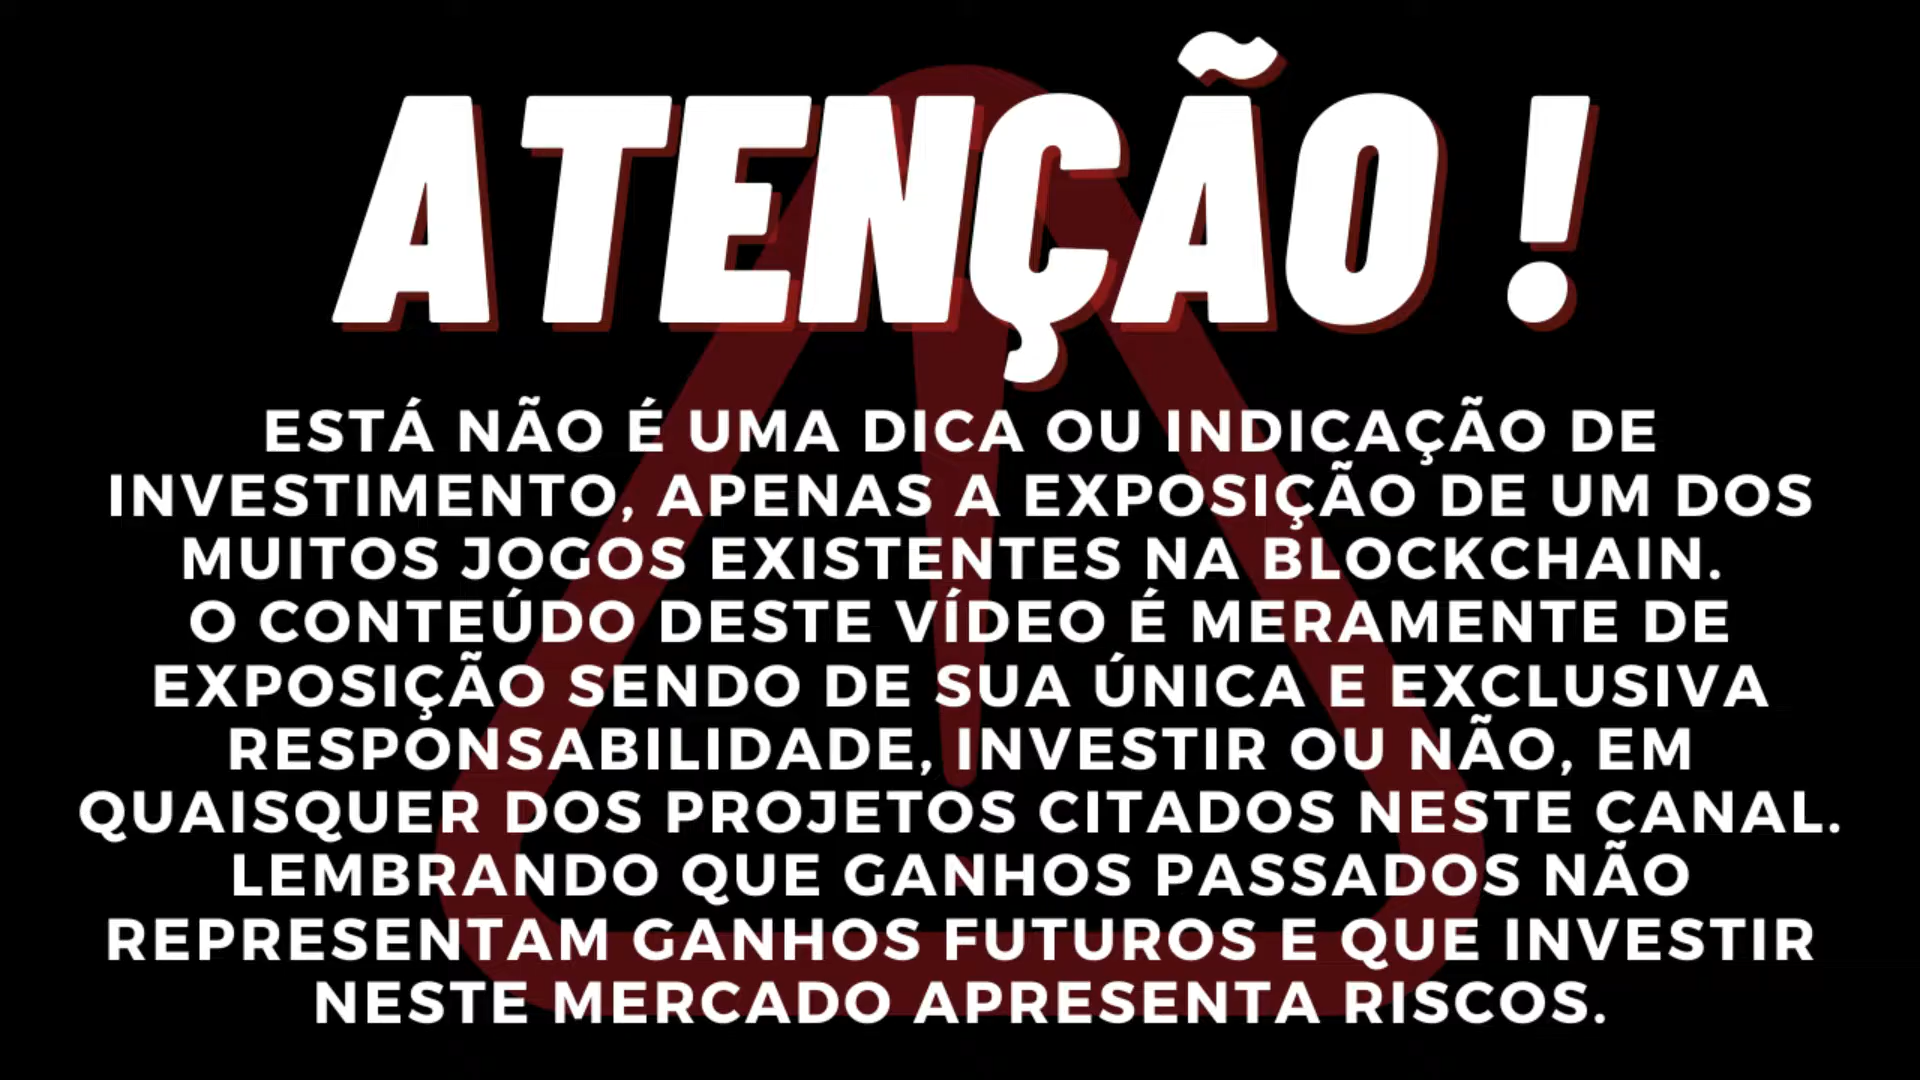 ATENÇÃO !
ESTÁ NÃO É UMA DICA OU INDICAÇÃO DE
INVESTIMENTO, APENAS A EXPOSIÇÃO DE UM DOS
MUITOS JOGOS EXISTENTES NA BLOCKCHAIN.
O CONTEÚDO DESTE VÍDEO É MERAMENTE DE
EXPOSIÇÃO SENDO DE SUA ÚNICA E EXCLUSIVA
RESPONSABILIDADE, INVESTIR OU NÃO, EM
QUAISQUER DOS PROJETOS CITADOS NESTE CANAL.
LEMBRANDO QUE GANHOS PASSADOS NÃO
REPRESENTAM GANHOS FUTUROS E QUE INVESTIR
NESTE MERCADO APRESENTA RISCOS.